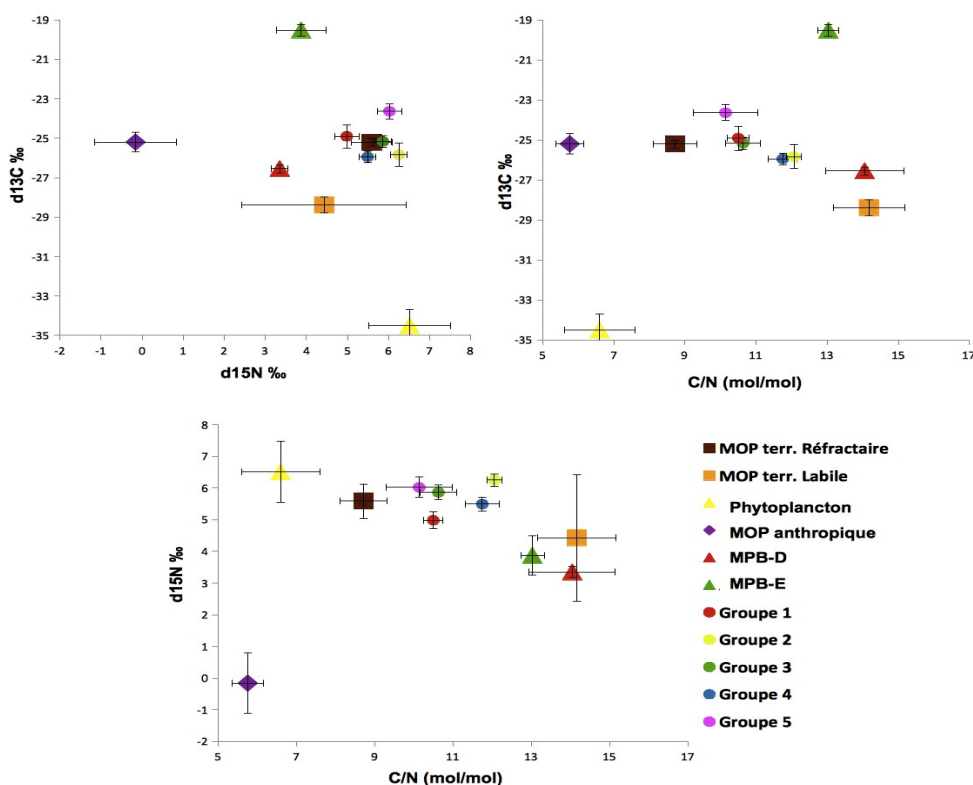 -19
-21
-23
-25
-27
-29
-31
-33
-35
d13C ‰
-2 -1 0 1 2 3 4 5 6 7 8
d15N ‰
-19
-21
-23
-25
-27
-29
-31
-33
-35
d13C ‰
5 7 9 11 13 15 17
C/N (mol/mol)
8
7
6
5
4
3
2
1
0
-1
-2
d15N ‰
5 7 9 11 13 15 17
C/N (mol/mol)
MOP terr. Réfractaire
MOP terr. Labile
Phytoplancton
MOP anthropique
MPB-D
MPB-E
Groupe 1
Groupe 2
Groupe 3
Groupe 4
Groupe 5